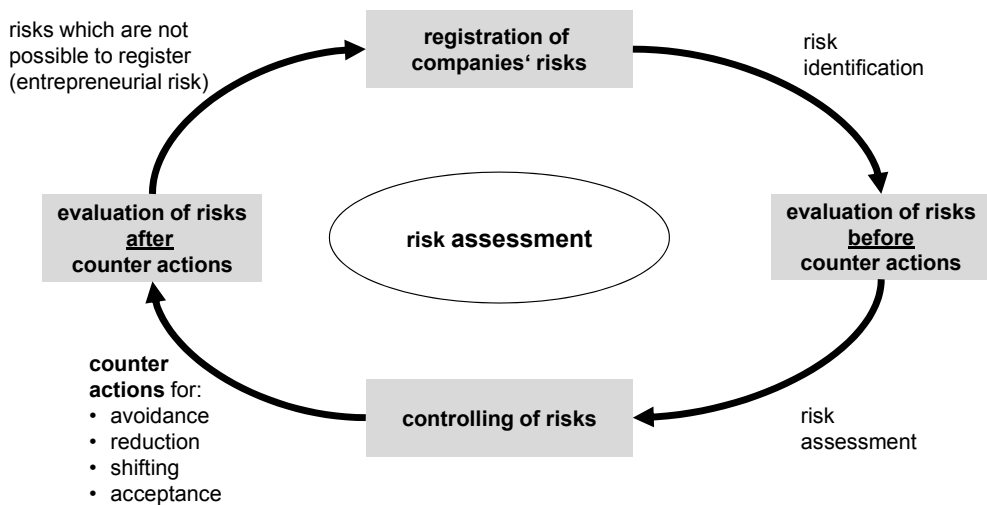 risks which are not
possible to register
(entrepreneurial risk)
registration of
companies‘ risks
risk
identification
evaluation of risks
after
counter actions
risk assessment
evaluation of risks
before
counter actions
counter
actions for:
• avoidance
• reduction
• shifting
• acceptance
controlling of risks
risk
assessment